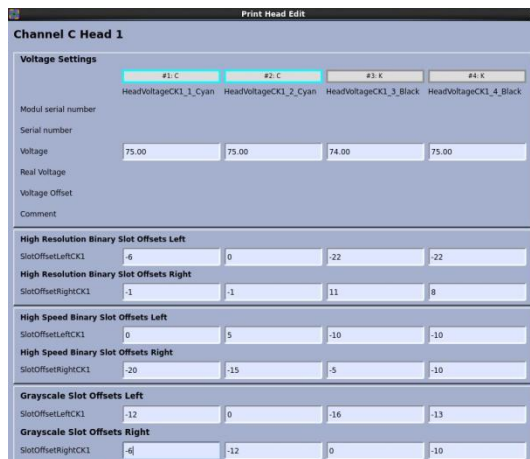 Print Head Edit
Channel C Head 1
Voltage Settings
#1: C #2: C #3: K #4: K
HeadVoltageCK1_1_Cyan HeadVoltageCK1_2_Cyan HeadVoltageCK1_3_Black HeadVoltageCK1_4_Black
Modul serial number
Serial number
Voltage 75.00 75.00 74.00 75.00
Real Voltage
Voltage Offset
Comment
High Resolution Binary Slot Offsets Left
SlotOffsetLeftCK1 -6 0 -22 -22
High Resolution Binary Slot Offsets Right
SlotOffsetRightCK1 -1 -1 11 8
High Speed Binary Slot Offsets Left
SlotOffsetLeftCK1 0 5 -10 -10
High Speed Binary Slot Offsets Right
SlotOffsetRightCK1 -20 -15 -5 -10
Grayscale Slot Offsets Left
SlotOffsetLeftCK1 -12 0 -16 -13
Grayscale Slot Offsets Right
SlotOffsetRightCK1 -6 -12 0 -10